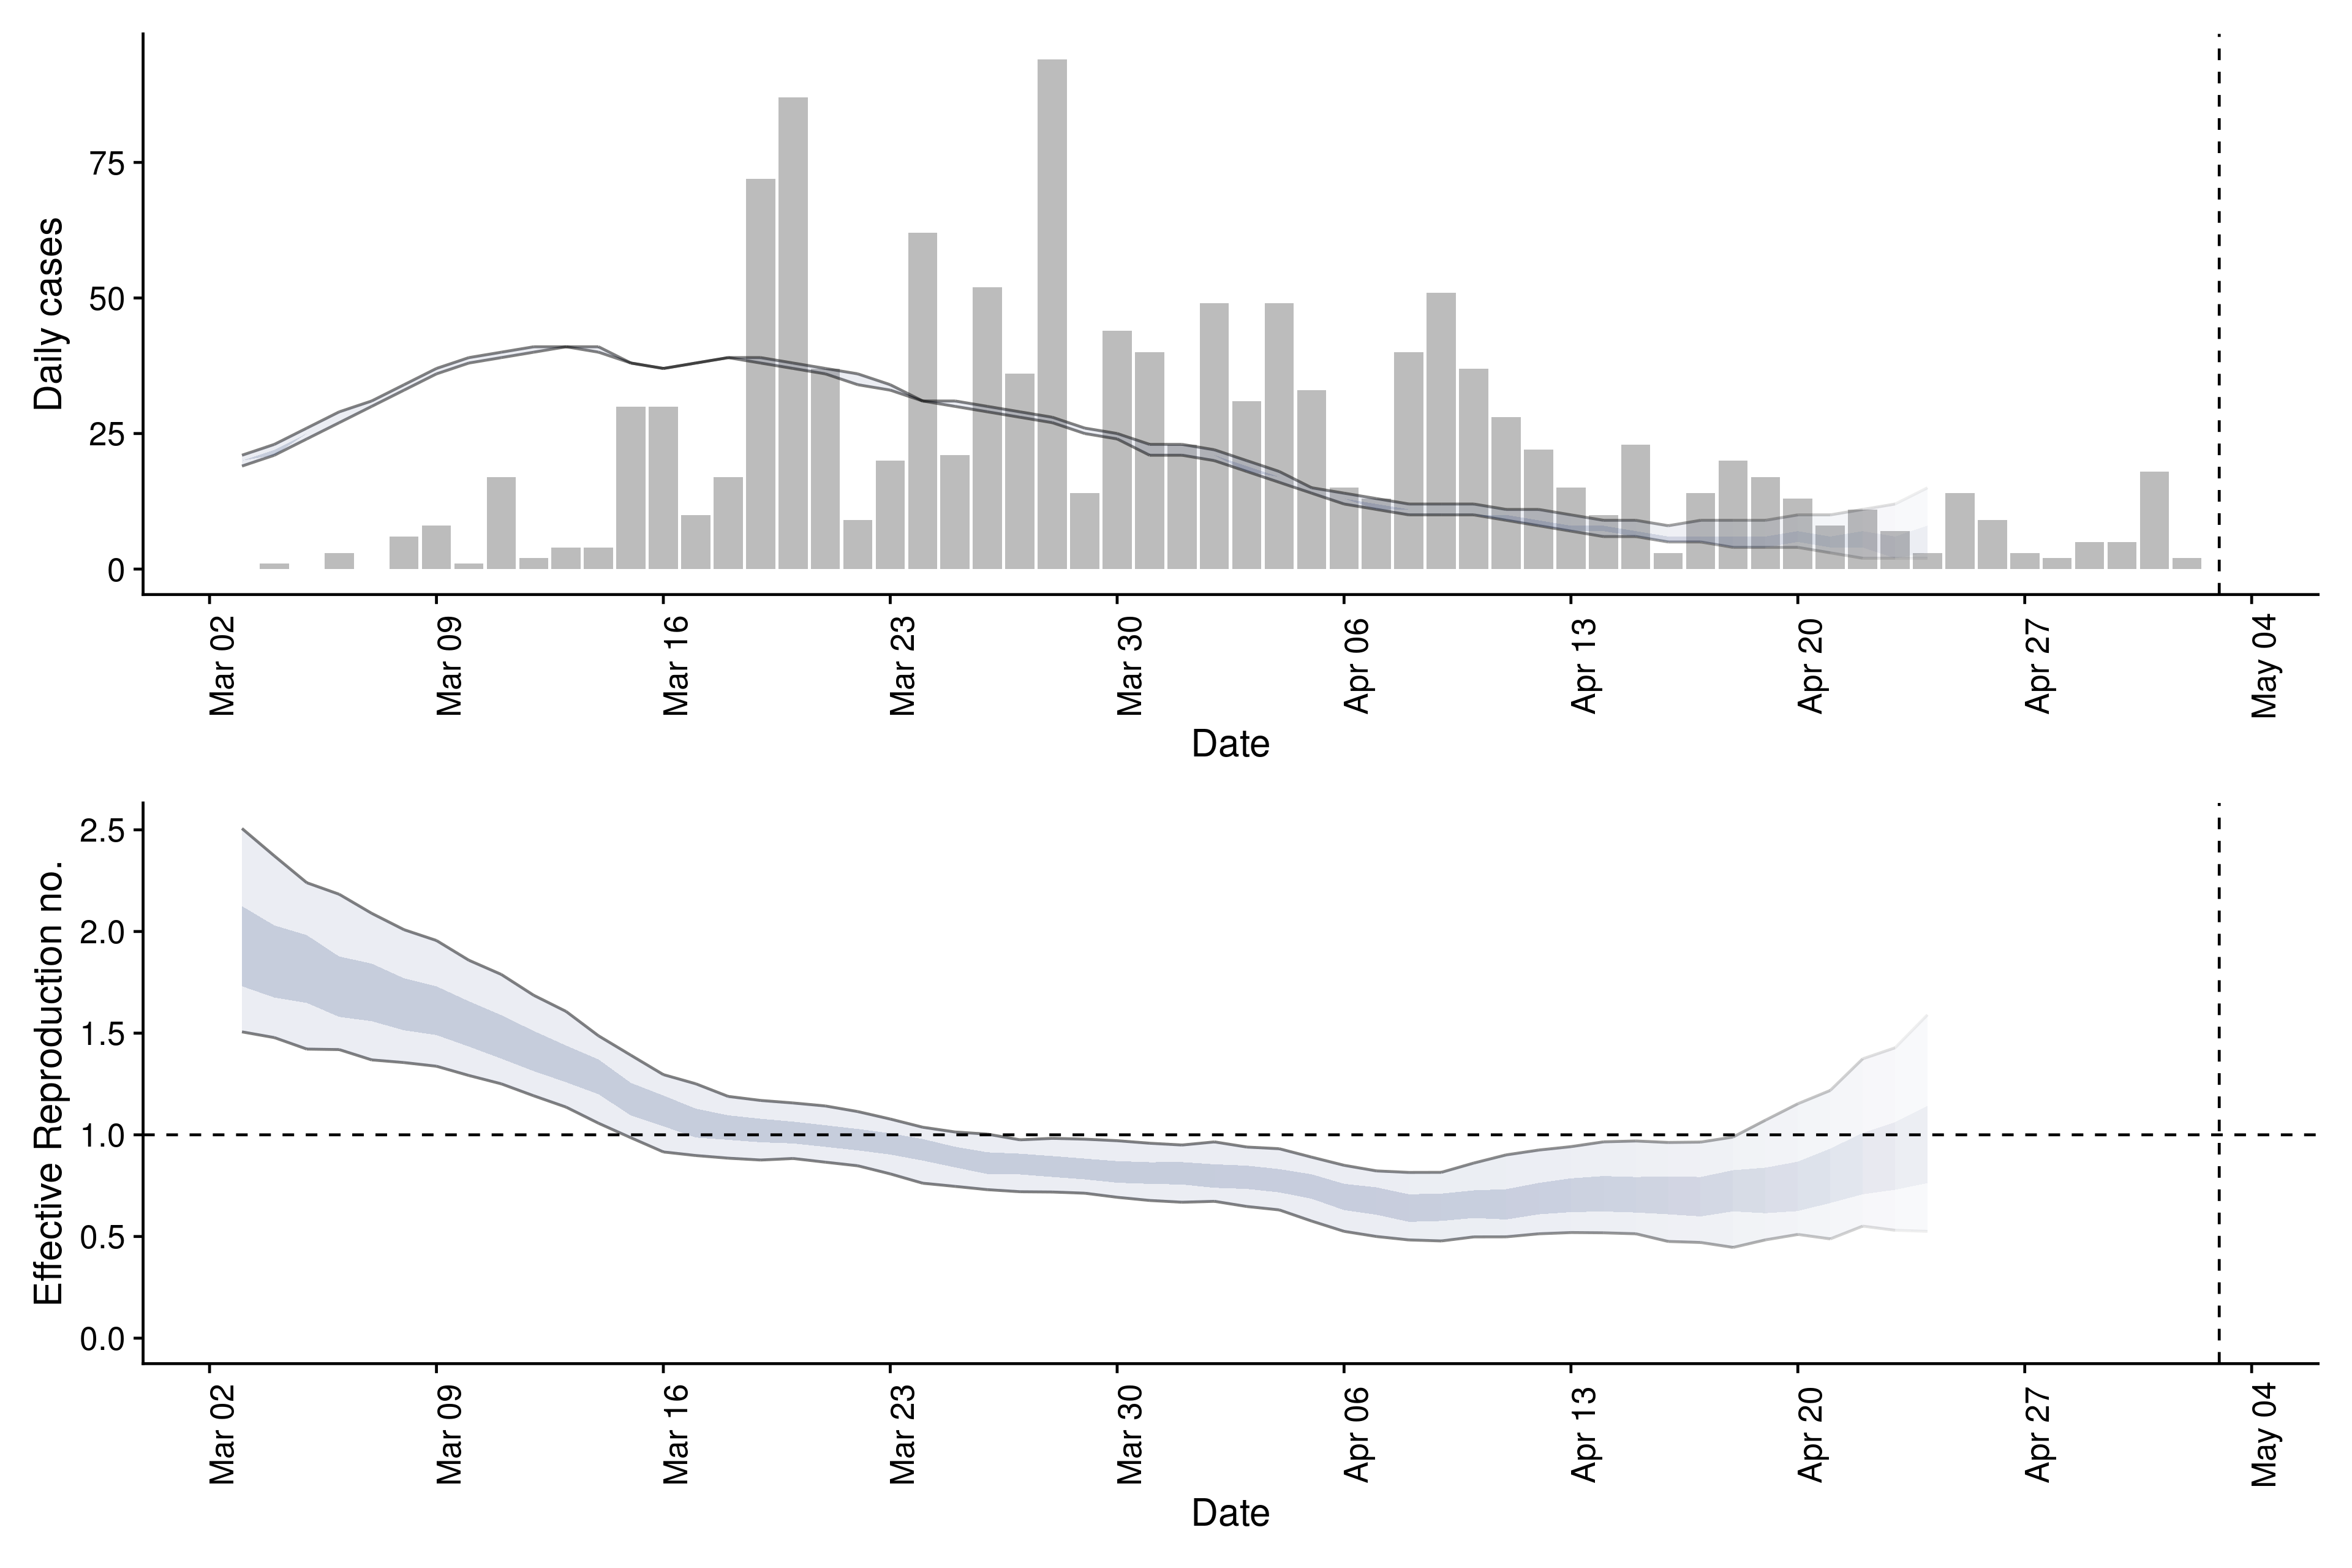 Daily cases
75
50
25
0
Mar 02
Mar 09
Mar 16
Mar 23
Mar 30
Apr 06
Apr 13
Apr 20
Apr 27
May 04
Date
Effective Reproduction no.
2.5
2.0
1.5
1.0
0.5
0.0
Mar 02
Mar 09
Mar 16
Mar 23
Mar 30
Apr 06
Apr 13
Apr 20
Apr 27
May 04
Date